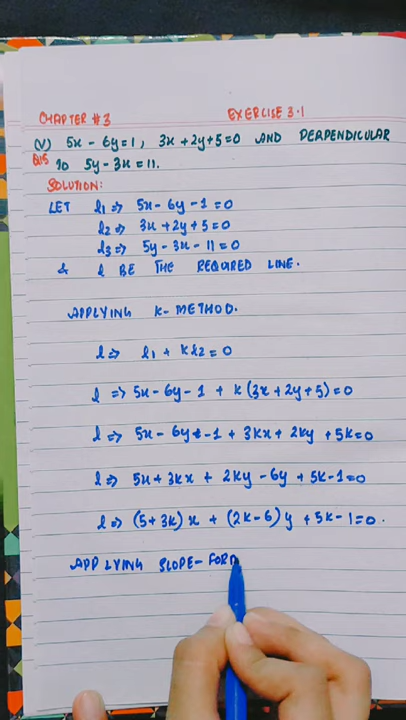 CHAPTER #3 EXERCISE 3.1
(V) 5x - 6y = 1, 3x + 2y + 5 = 0 AND PERPENDICULAR
Q15 TO 5y - 3x = 11.
SOLUTION:
LET l1 => 5x - 6y - 1 = 0
l2 => 3x + 2y + 5 = 0
l3 => 5y - 3x - 11 = 0
& l BE THE REQUIRED LINE.
APPLYING K-METHOD.
l => l1 + kl2 = 0
l => 5x - 6y - 1 + k(3x + 2y + 5) = 0
l => 5x - 6y - 1 + 3kx + 2ky + 5k = 0
l => 5x + 3kx + 2ky - 6y + 5k - 1 = 0
l => (5 + 3k)x + (2k - 6)y + 5k - 1 = 0.
APPLYING SLOPE-FOR